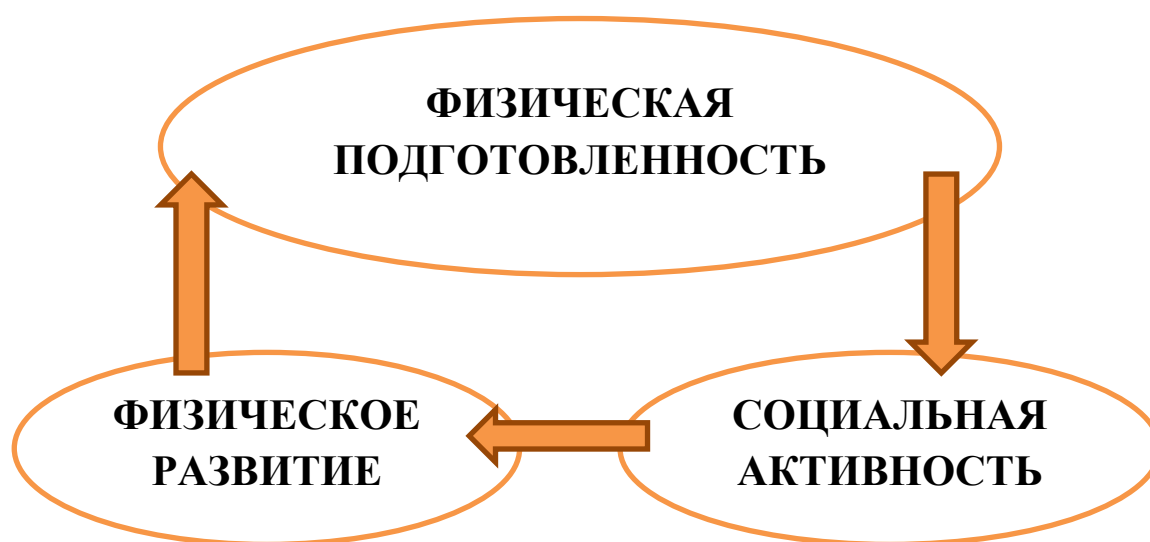 ФИЗИЧЕСКАЯ
ПОДГОТОВЛЕННОСТЬ
ФИЗИЧЕСКОЕ
РАЗВИТИЕ
СОЦИАЛЬНАЯ
АКТИВНОСТЬ